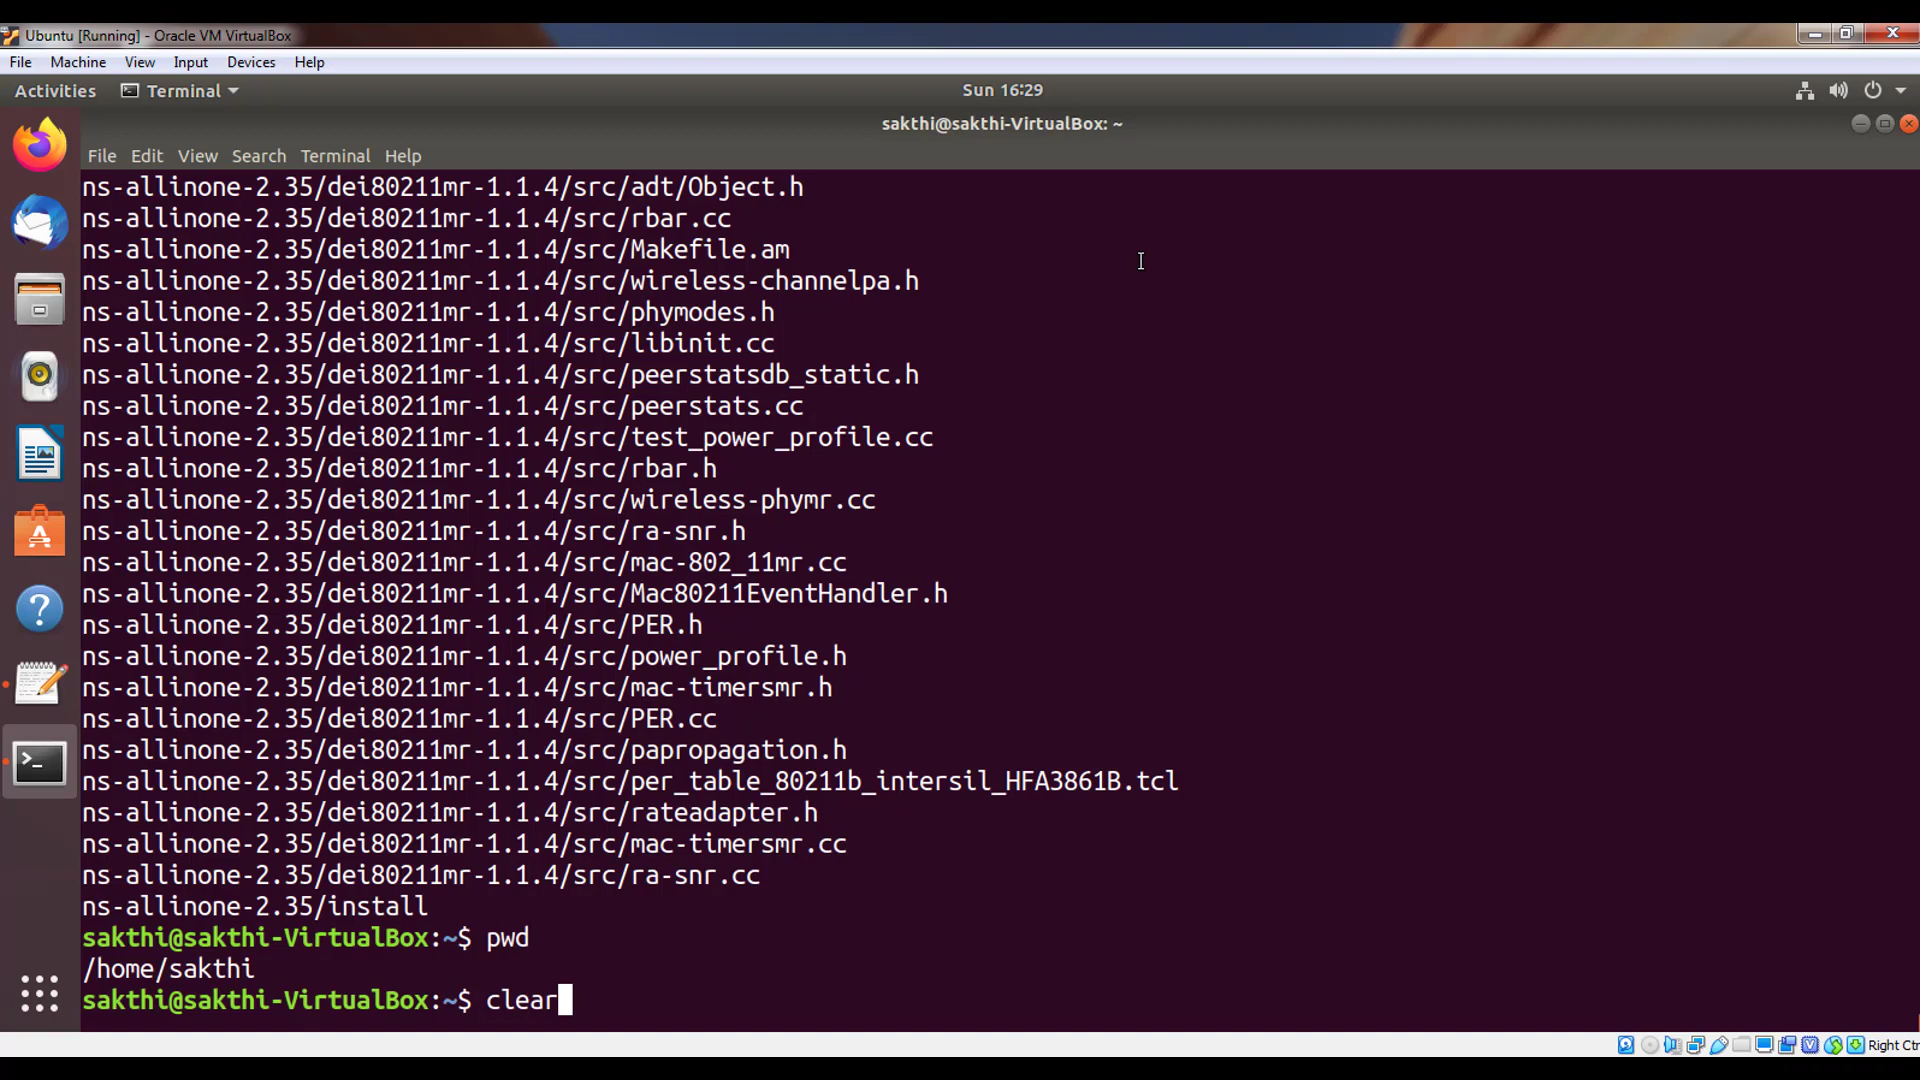 Ubuntu [Running] - Oracle VM VirtualBox
File Machine View Input Devices Help
Activities Terminal Sun 16:29
sakthi@sakthi-VirtualBox: ~
File Edit View Search Terminal Help
ns-allinone-2.35/dei80211mr-1.1.4/src/adt/Object.h
ns-allinone-2.35/dei80211mr-1.1.4/src/rbar.cc
ns-allinone-2.35/dei80211mr-1.1.4/src/Makefile.am
ns-allinone-2.35/dei80211mr-1.1.4/src/wireless-channelpa.h
ns-allinone-2.35/dei80211mr-1.1.4/src/phymodes.h
ns-allinone-2.35/dei80211mr-1.1.4/src/libinit.cc
ns-allinone-2.35/dei80211mr-1.1.4/src/peerstatsdb_static.h
ns-allinone-2.35/dei80211mr-1.1.4/src/peerstats.cc
ns-allinone-2.35/dei80211mr-1.1.4/src/test_power_profile.cc
ns-allinone-2.35/dei80211mr-1.1.4/src/rbar.h
ns-allinone-2.35/dei80211mr-1.1.4/src/wireless-phymr.cc
ns-allinone-2.35/dei80211mr-1.1.4/src/ra-snr.h
ns-allinone-2.35/dei80211mr-1.1.4/src/mac-802_11mr.cc
ns-allinone-2.35/dei80211mr-1.1.4/src/Mac80211EventHandler.h
ns-allinone-2.35/dei80211mr-1.1.4/src/PER.h
ns-allinone-2.35/dei80211mr-1.1.4/src/power_profile.h
ns-allinone-2.35/dei80211mr-1.1.4/src/mac-timersmr.h
ns-allinone-2.35/dei80211mr-1.1.4/src/PER.cc
ns-allinone-2.35/dei80211mr-1.1.4/src/papropagation.h
ns-allinone-2.35/dei80211mr-1.1.4/src/per_table_80211b_intersil_HFA3861B.tcl
ns-allinone-2.35/dei80211mr-1.1.4/src/rateadapter.h
ns-allinone-2.35/dei80211mr-1.1.4/src/mac-timersmr.cc
ns-allinone-2.35/dei80211mr-1.1.4/src/ra-snr.cc
ns-allinone-2.35/install
sakthi@sakthi-VirtualBox:~$ pwd
/home/sakthi
sakthi@sakthi-VirtualBox:~$ clear
Right Ctr